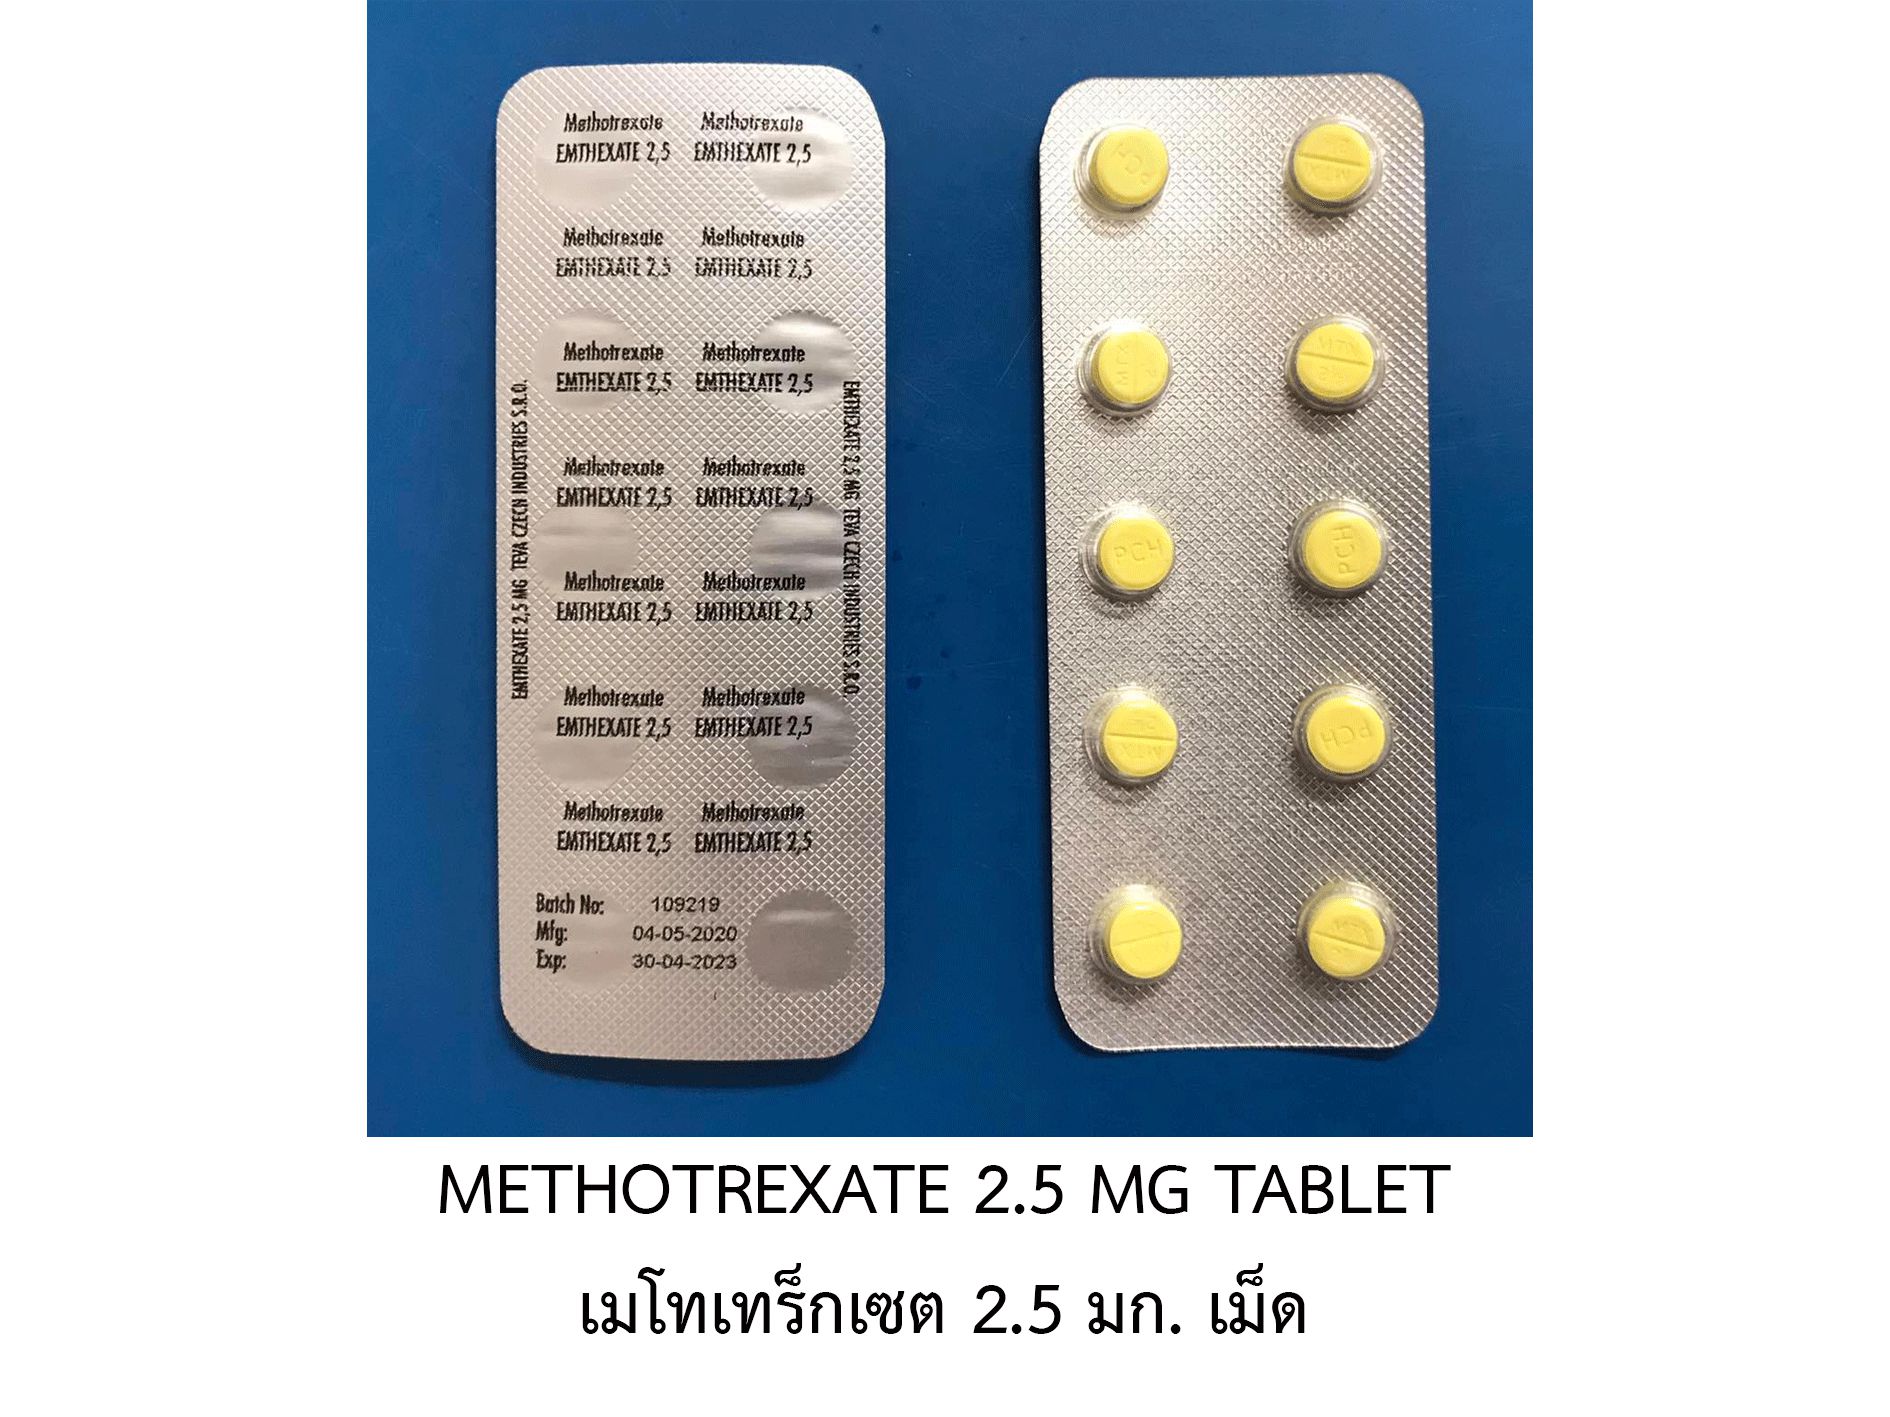 Methotrexate Methotrexate
EMTHEXATE 2,5 EMTHEXATE 2,5
Methotrexate Methotrexate
EMTHEXATE 2,5 EMTHEXATE 2,5
Methotrexate Methotrexate
EMTHEXATE 2,5 EMTHEXATE 2,5
Methotrexate Methotrexate
EMTHEXATE 2,5 EMTHEXATE 2,5
Methotrexate Methotrexate
EMTHEXATE 2,5 EMTHEXATE 2,5
Methotrexate Methotrexate
EMTHEXATE 2,5 EMTHEXATE 2,5
Methotrexate Methotrexate
EMTHEXATE 2,5 EMTHEXATE 2,5
EMTHEXATE 2,5 MG TEVA CZECH INDUSTRIES S.R.O.
EMTHEXATE 2,5 MG TEVA CZECH INDUSTRIES S.R.O.
Batch No: 109219
Mfg: 04-05-2020
Exp: 30-04-2023
PCH
MTX
MTX
MTX
PCH
PCH
MTX
PCH
MTX
METHOTREXATE 2.5 MG TABLET
เมโทเทร็กเซต 2.5 มก. เม็ด